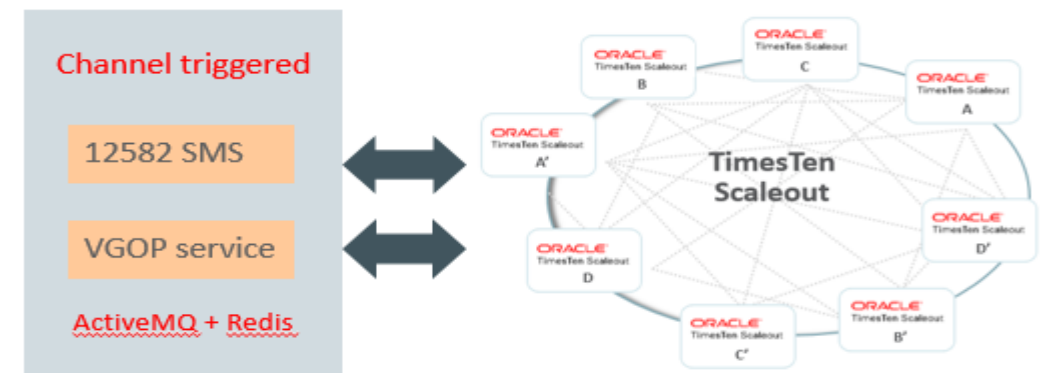 Channel triggered
12582 SMS
VGOP service
ActiveMQ + Redis
ORACLE
TimesTen Scaleout
C
ORACLE
TimesTen Scaleout
B
ORACLE
TimesTen Scaleout
A
ORACLE
TimesTen Scaleout
A'
TimesTen
Scaleout
ORACLE
TimesTen Scaleout
D'
ORACLE
TimesTen Scaleout
D
ORACLE
TimesTen Scaleout
B'
ORACLE
TimesTen Scaleout
C'